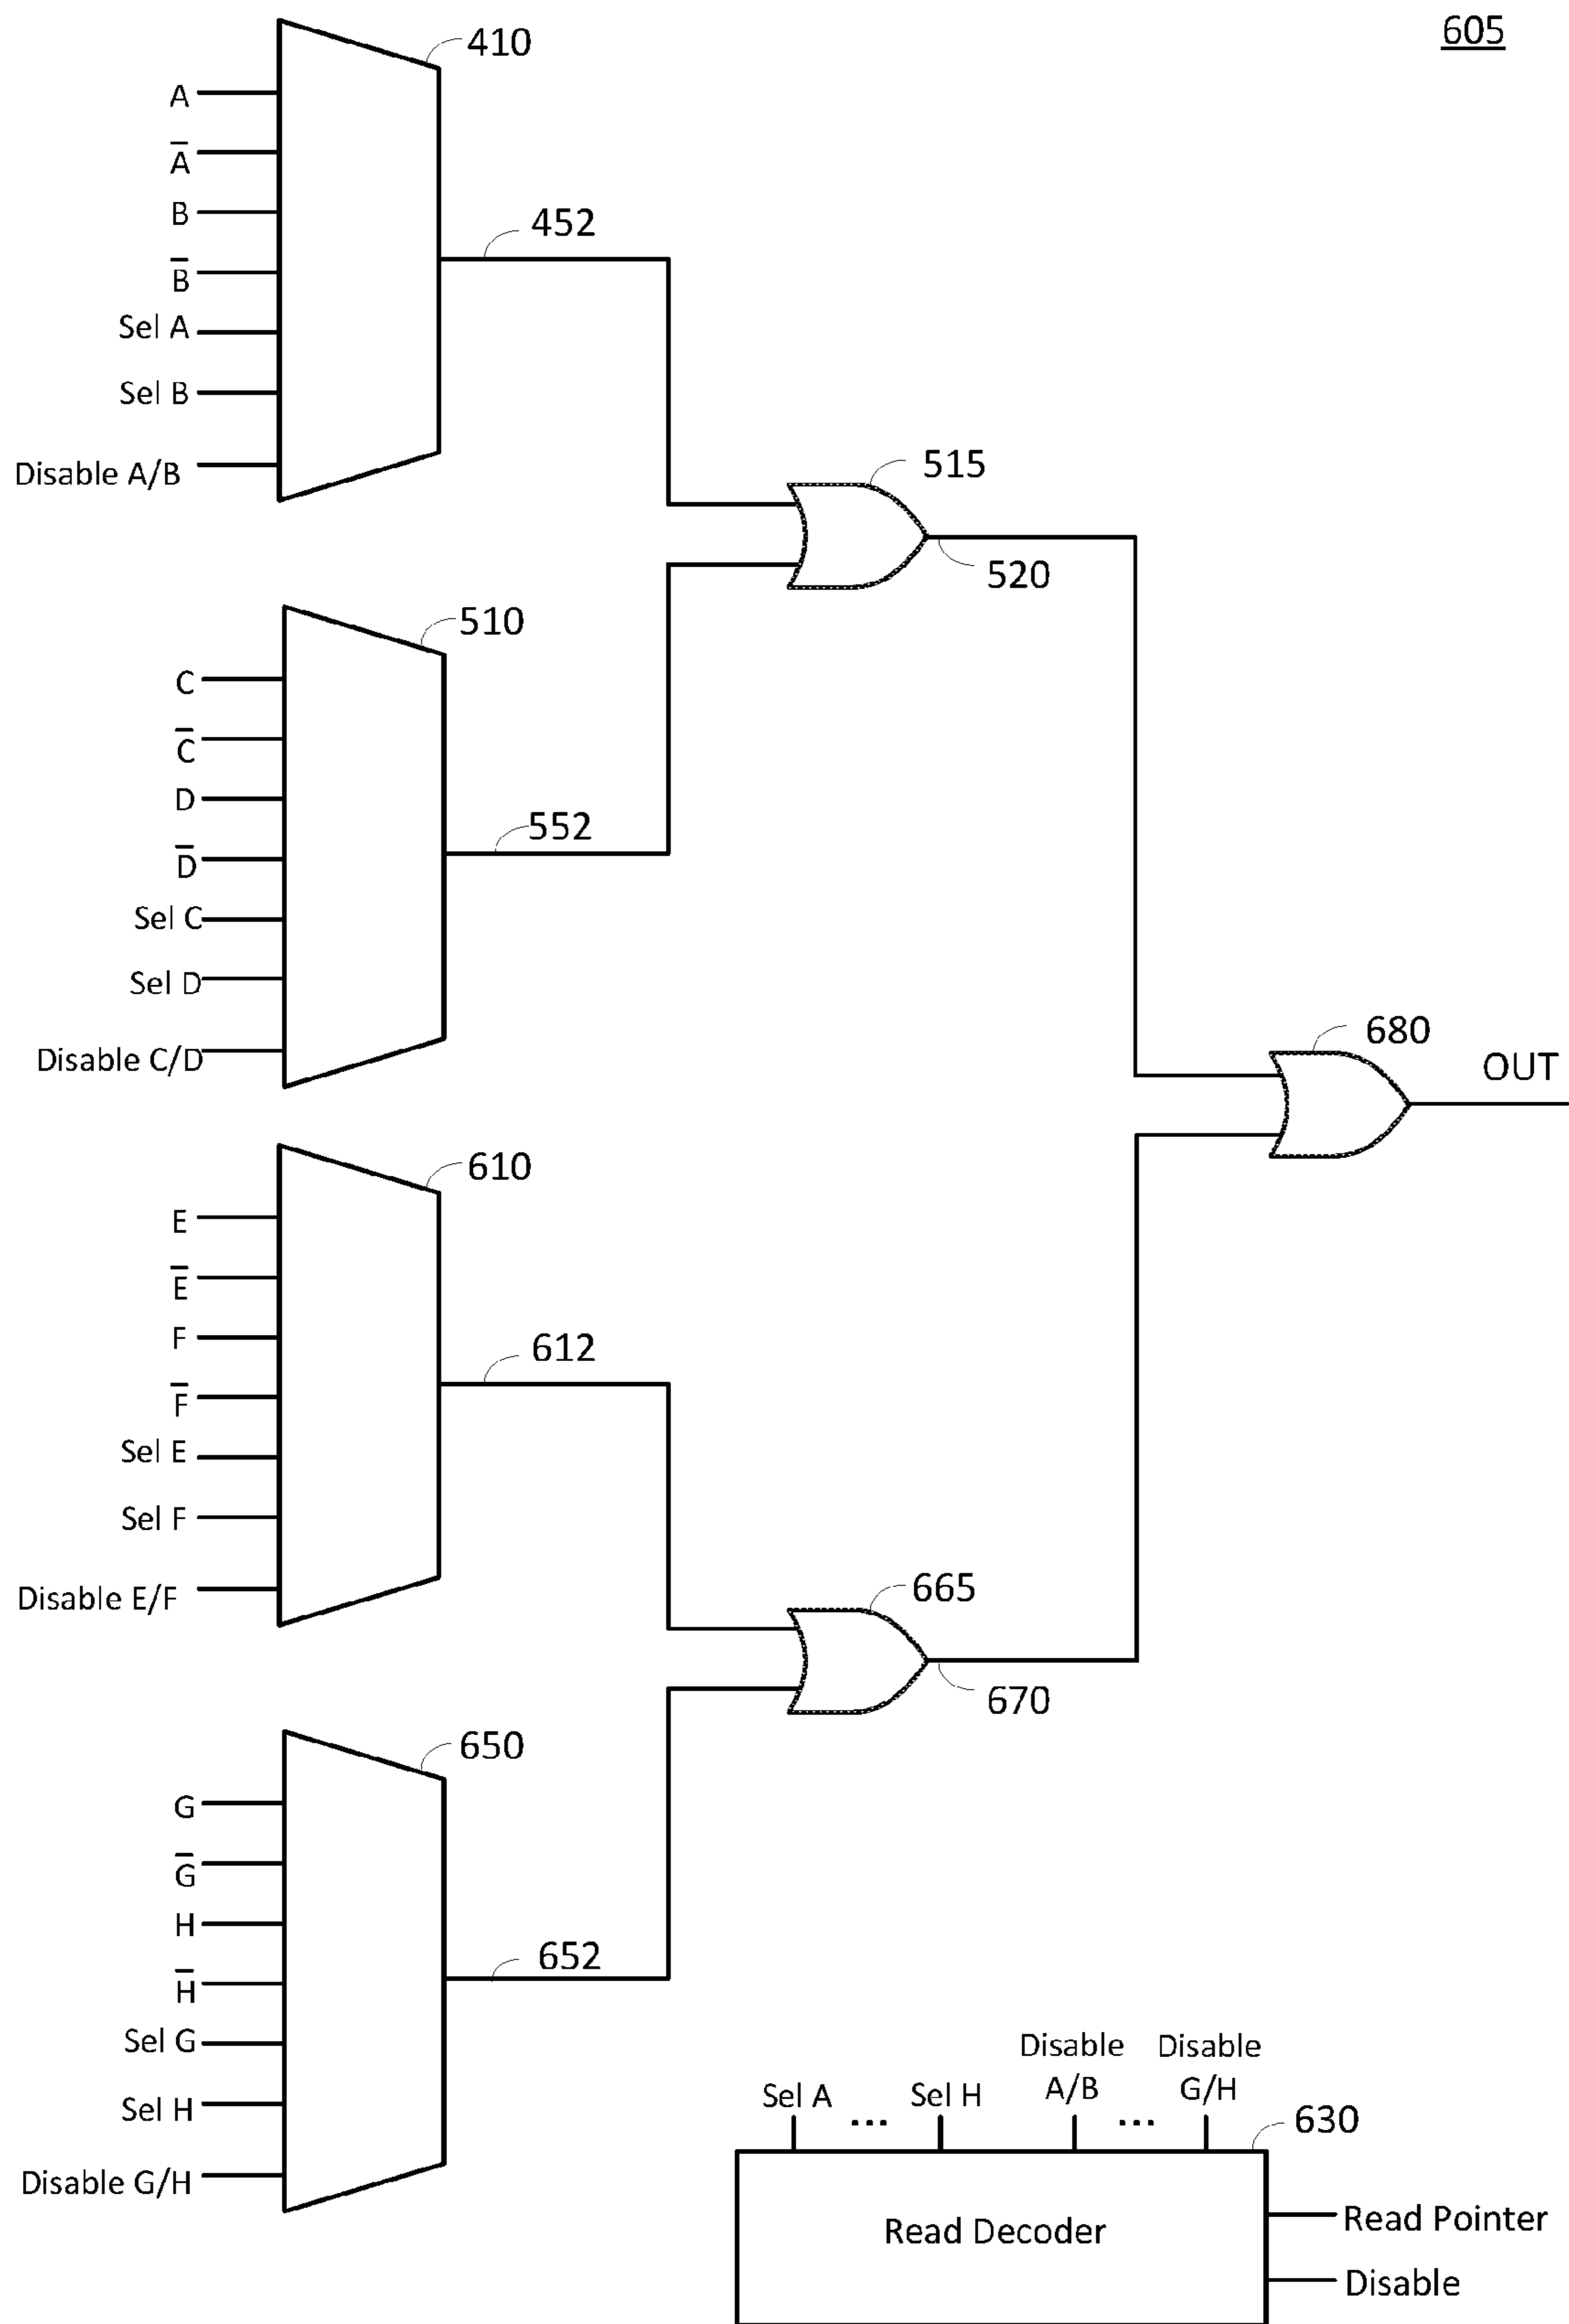 605
410
A
A̅
B
B̅
Sel A
Sel B
Disable A/B
452
515
520
510
C
C̅
D
D̅
Sel C
Sel D
Disable C/D
552
680
OUT
610
E
E̅
F
F̅
Sel E
Sel F
Disable E/F
612
665
670
650
G
G̅
H
H̅
Sel G
Sel H
Disable G/H
652
Sel A ... Sel H Disable A/B ... Disable G/H
630
Read Decoder
Read Pointer
Disable